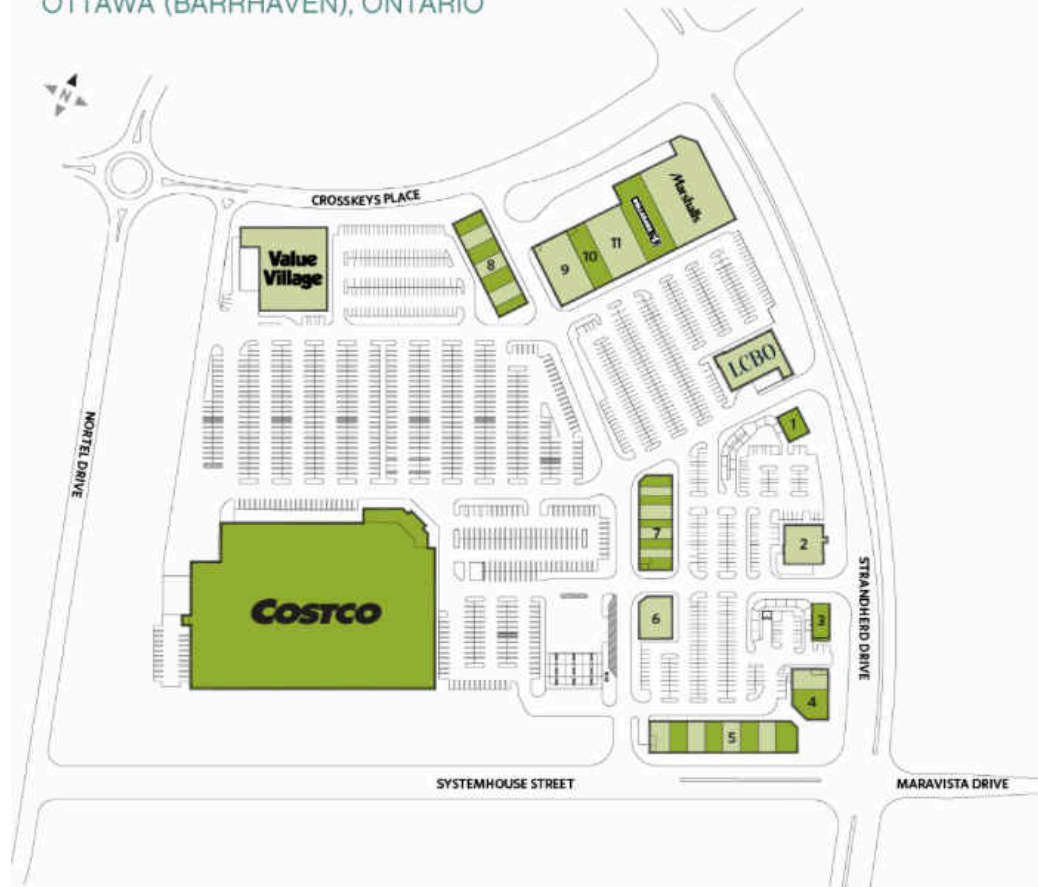 OTTAWA (BARRHAVEN), ONTARIO
N
CROSSKEYS PLACE
Marshalls
11
10
9
8
Value
Village
LCBO
1
NORTEL DRIVE
7
2
STRANDHERD DRIVE
COSTCO
6
3
4
5
SYSTEMHOUSE STREET
MARAVISTA DRIVE